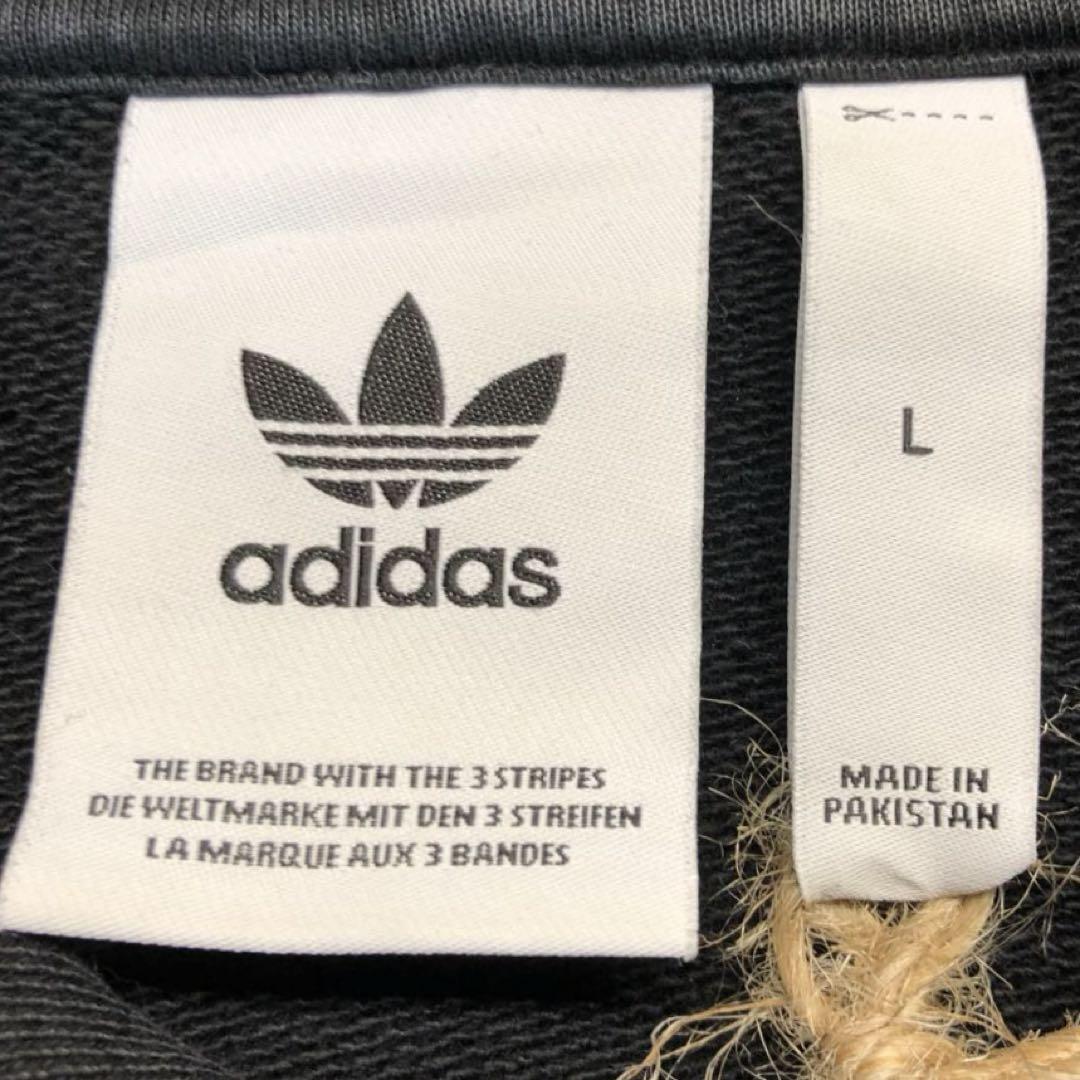 adidas
THE BRAND WITH THE 3 STRIPES
DIE WELTMARKE MIT DEN 3 STREIFEN
LA MARQUE AUX 3 BANDES
L
MADE IN
PAKISTAN